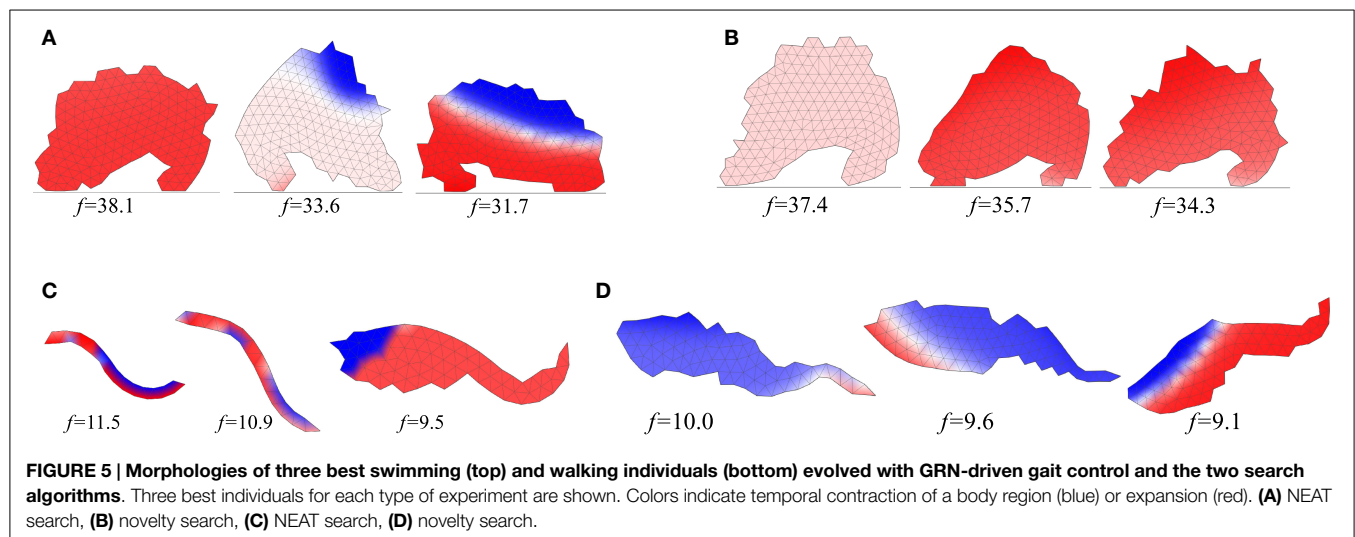 A
B
f=38.1
f=33.6
f=31.7
f=37.4
f=35.7
f=34.3
C
D
f=11.5
f=10.9
f=9.5
f=10.0
f=9.6
f=9.1
FIGURE 5 | Morphologies of three best swimming (top) and walking individuals (bottom) evolved with GRN-driven gait control and the two search
algorithms. Three best individuals for each type of experiment are shown. Colors indicate temporal contraction of a body region (blue) or expansion (red). (A) NEAT
search, (B) novelty search, (C) NEAT search, (D) novelty search.